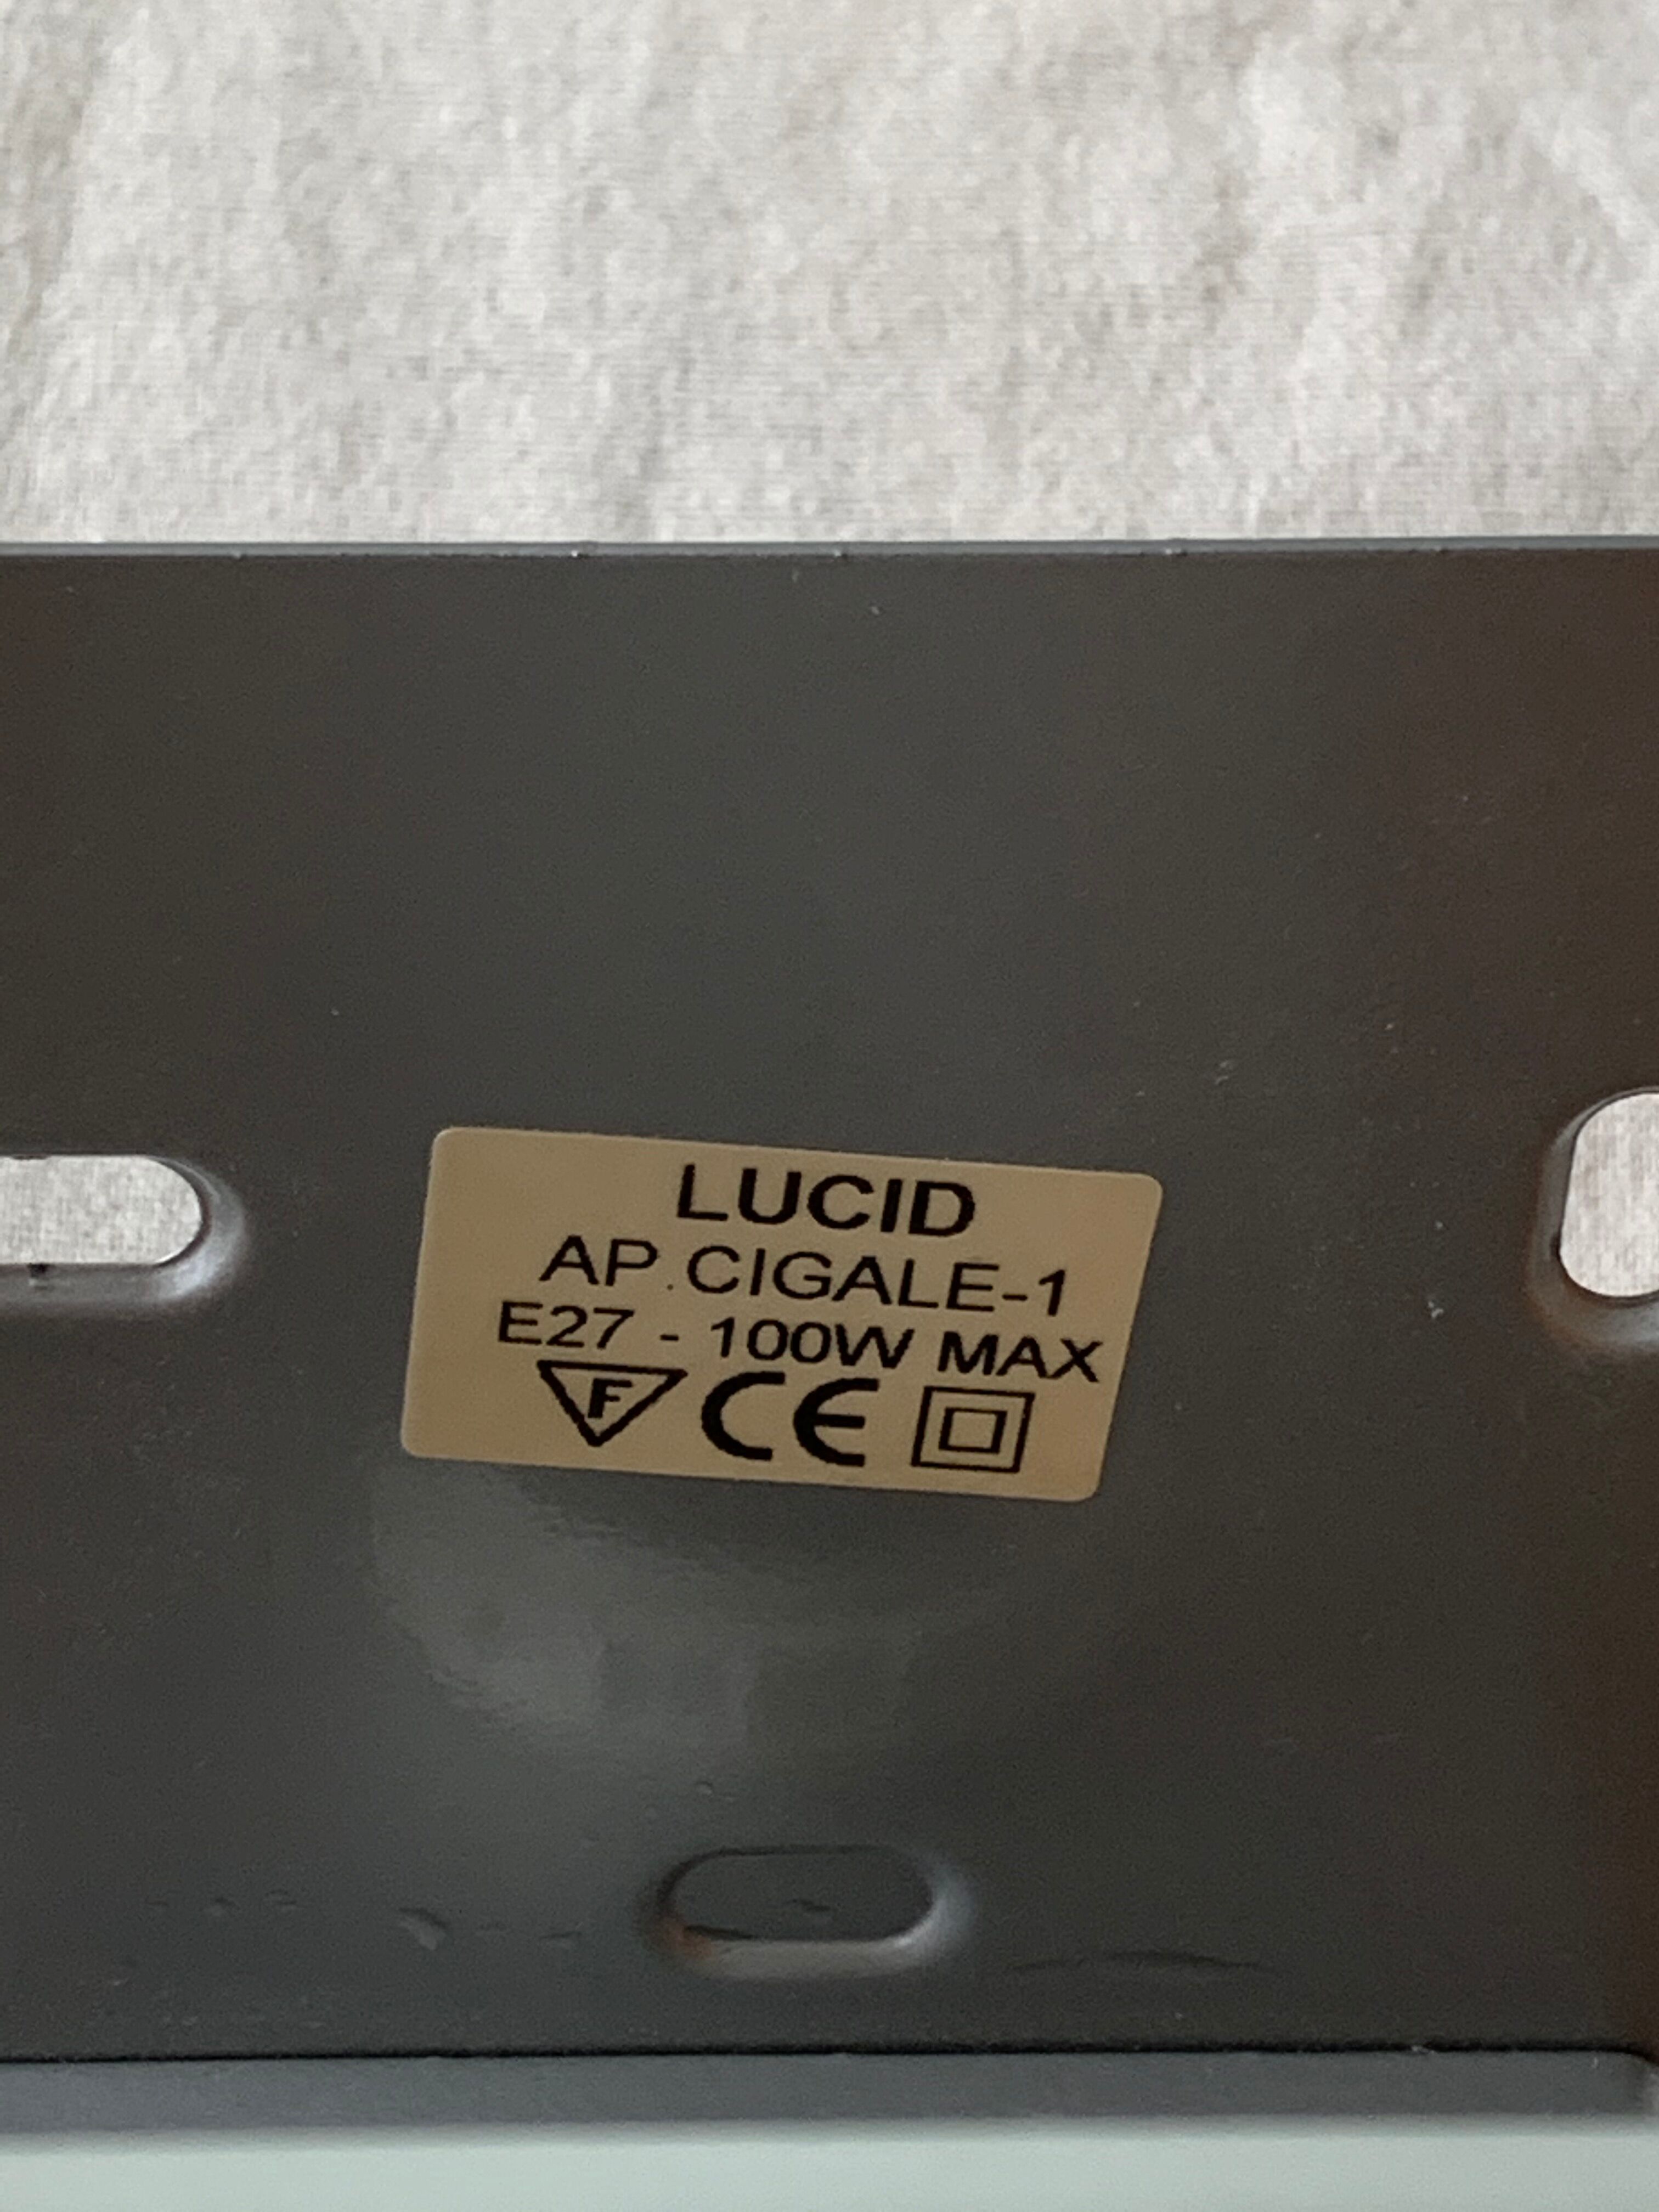 LUCID
AP.CIGALE-1
E27 - 100W MAX
F CE